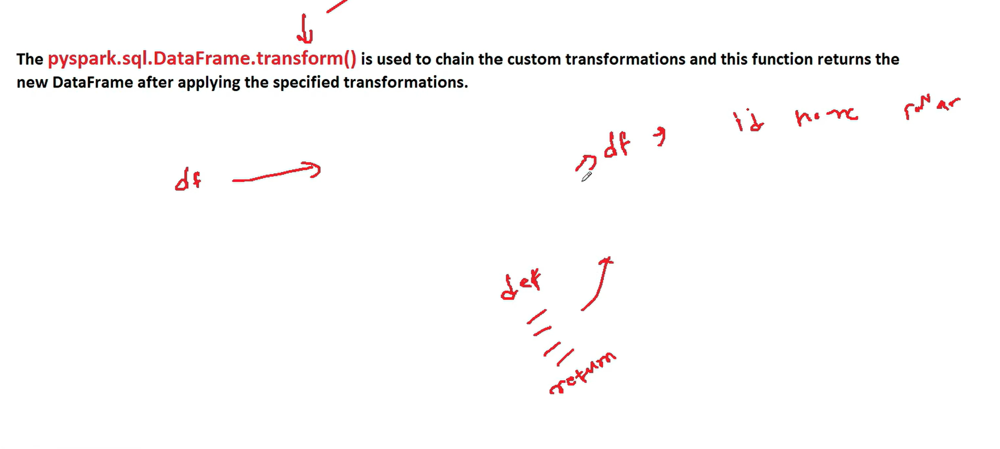 The pyspark.sql.DataFrame.transform() is used to chain the custom transformations and this function returns the
new DataFrame after applying the specified transformations.
id name
df
df
def
return